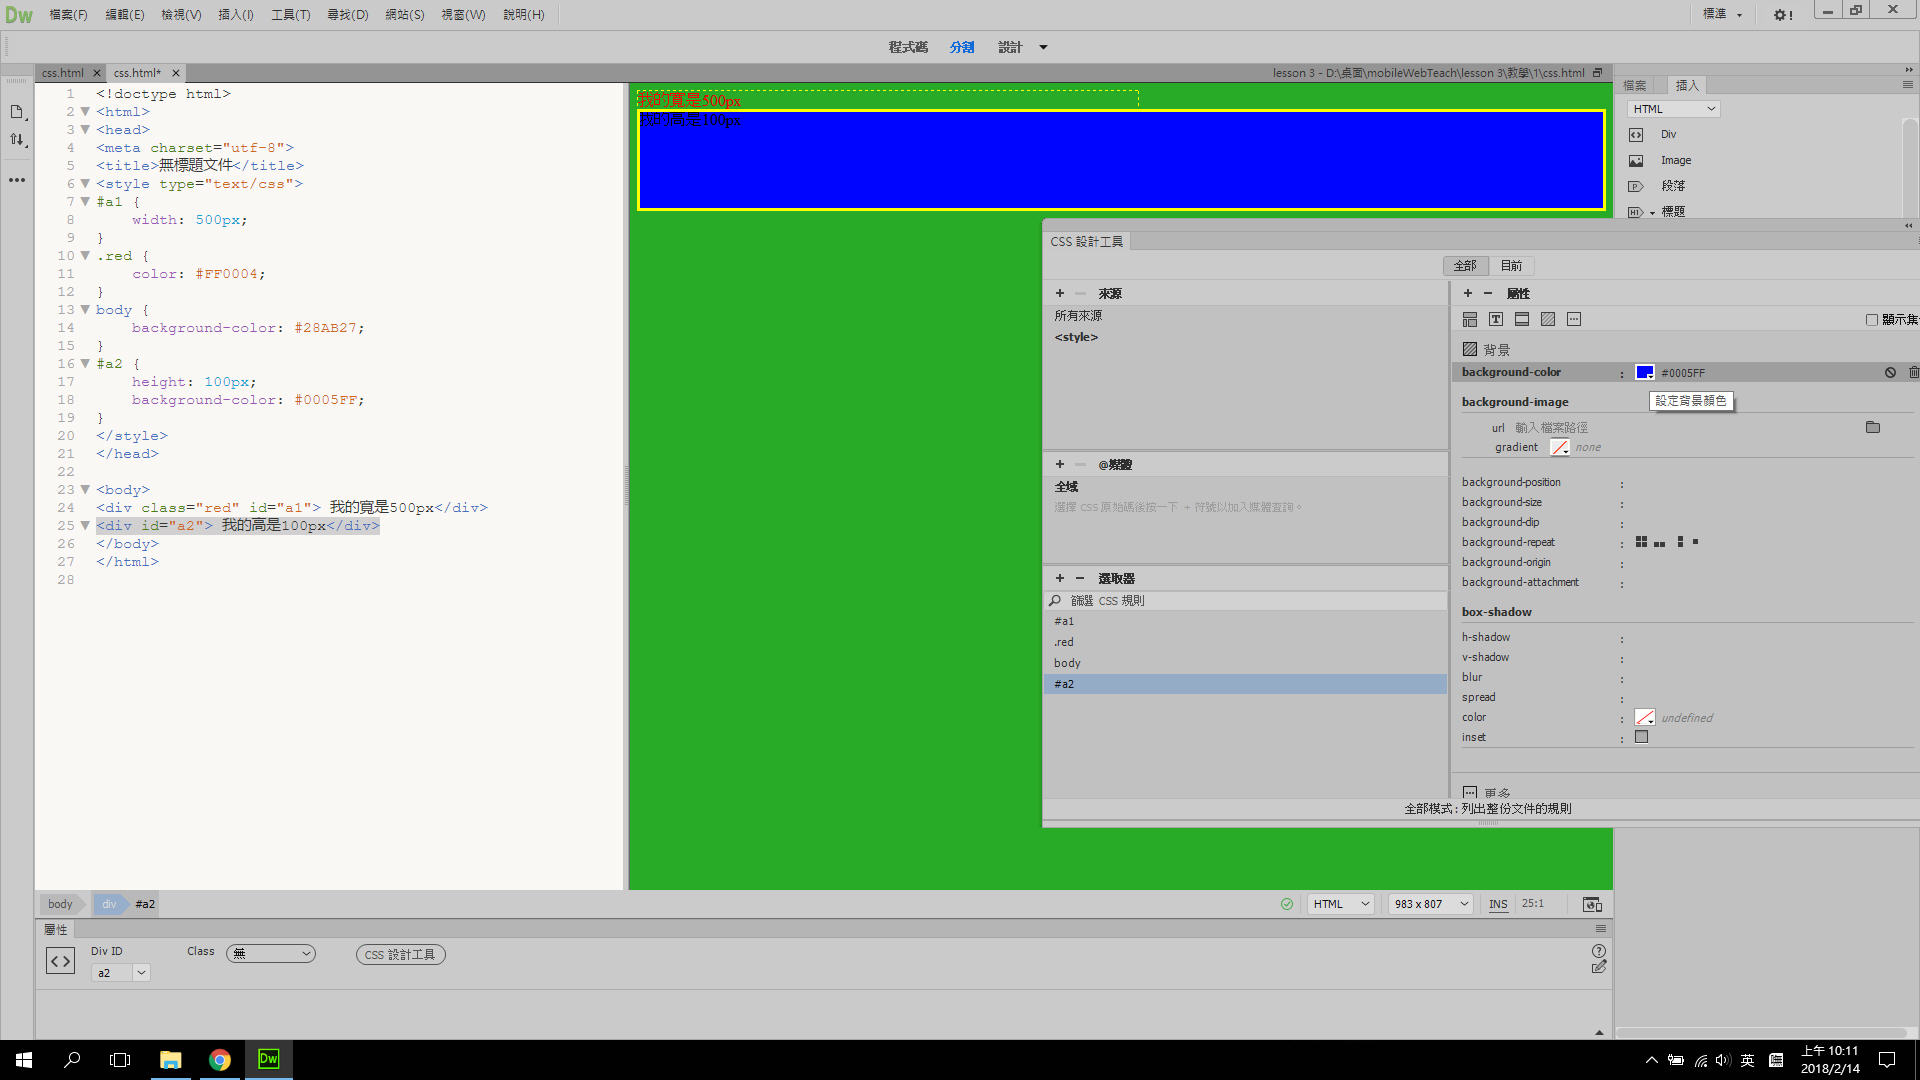 Dw 檔案(F) 編輯(E) 檢視(V) 插入(I) 工具(T) 尋找(D) 網站(S) 視窗(W) 說明(H) 標準
程式碼 分割 設計
css.html css.html* lesson 3 - D:\桌面\mobileWebTeach\lesson 3\教學\1\css.html
1 <!doctype html>
2 <html>
3 <head>
4 <meta charset="utf-8">
5 <title>無標題文件</title>
6 <style type="text/css">
7 #a1 {
8 width: 500px;
9 }
10 .red {
11 color: #FF0004;
12 }
13 body {
14 background-color: #28AB27;
15 }
16 #a2 {
17 height: 100px;
18 background-color: #0005FF;
19 }
20 </style>
21 </head>
22
23 <body>
24 <div class="red" id="a1"> 我的寬是500px</div>
25 <div id="a2"> 我的高是100px</div>
26 </body>
27 </html>
28
我的寬是500px
我的高是100px
檔案 插入
HTML
Div
Image
段落
標題
CSS 設計工具
全部 目前
來源
所有來源
<style>
@媒體
全域
選擇 CSS 原始碼後按一下 + 符號以加入媒體查詢。
選取器
篩選 CSS 規則
#a1
.red
body
#a2
屬性
顯示集
背景
background-color : #0005FF
設定背景顏色
background-image
url 輸入檔案路徑
gradient none
background-position :
background-size :
background-clip :
background-repeat :
background-origin :
background-attachment :
box-shadow
h-shadow :
v-shadow :
blur :
spread :
color : undefined
inset :
更多
全部模式:列出整份文件的規則
body div #a2 HTML 983 x 807 INS 25:1
屬性
Div ID Class 無 CSS 設計工具
a2
Dw 英 上午 10:11
2018/2/14